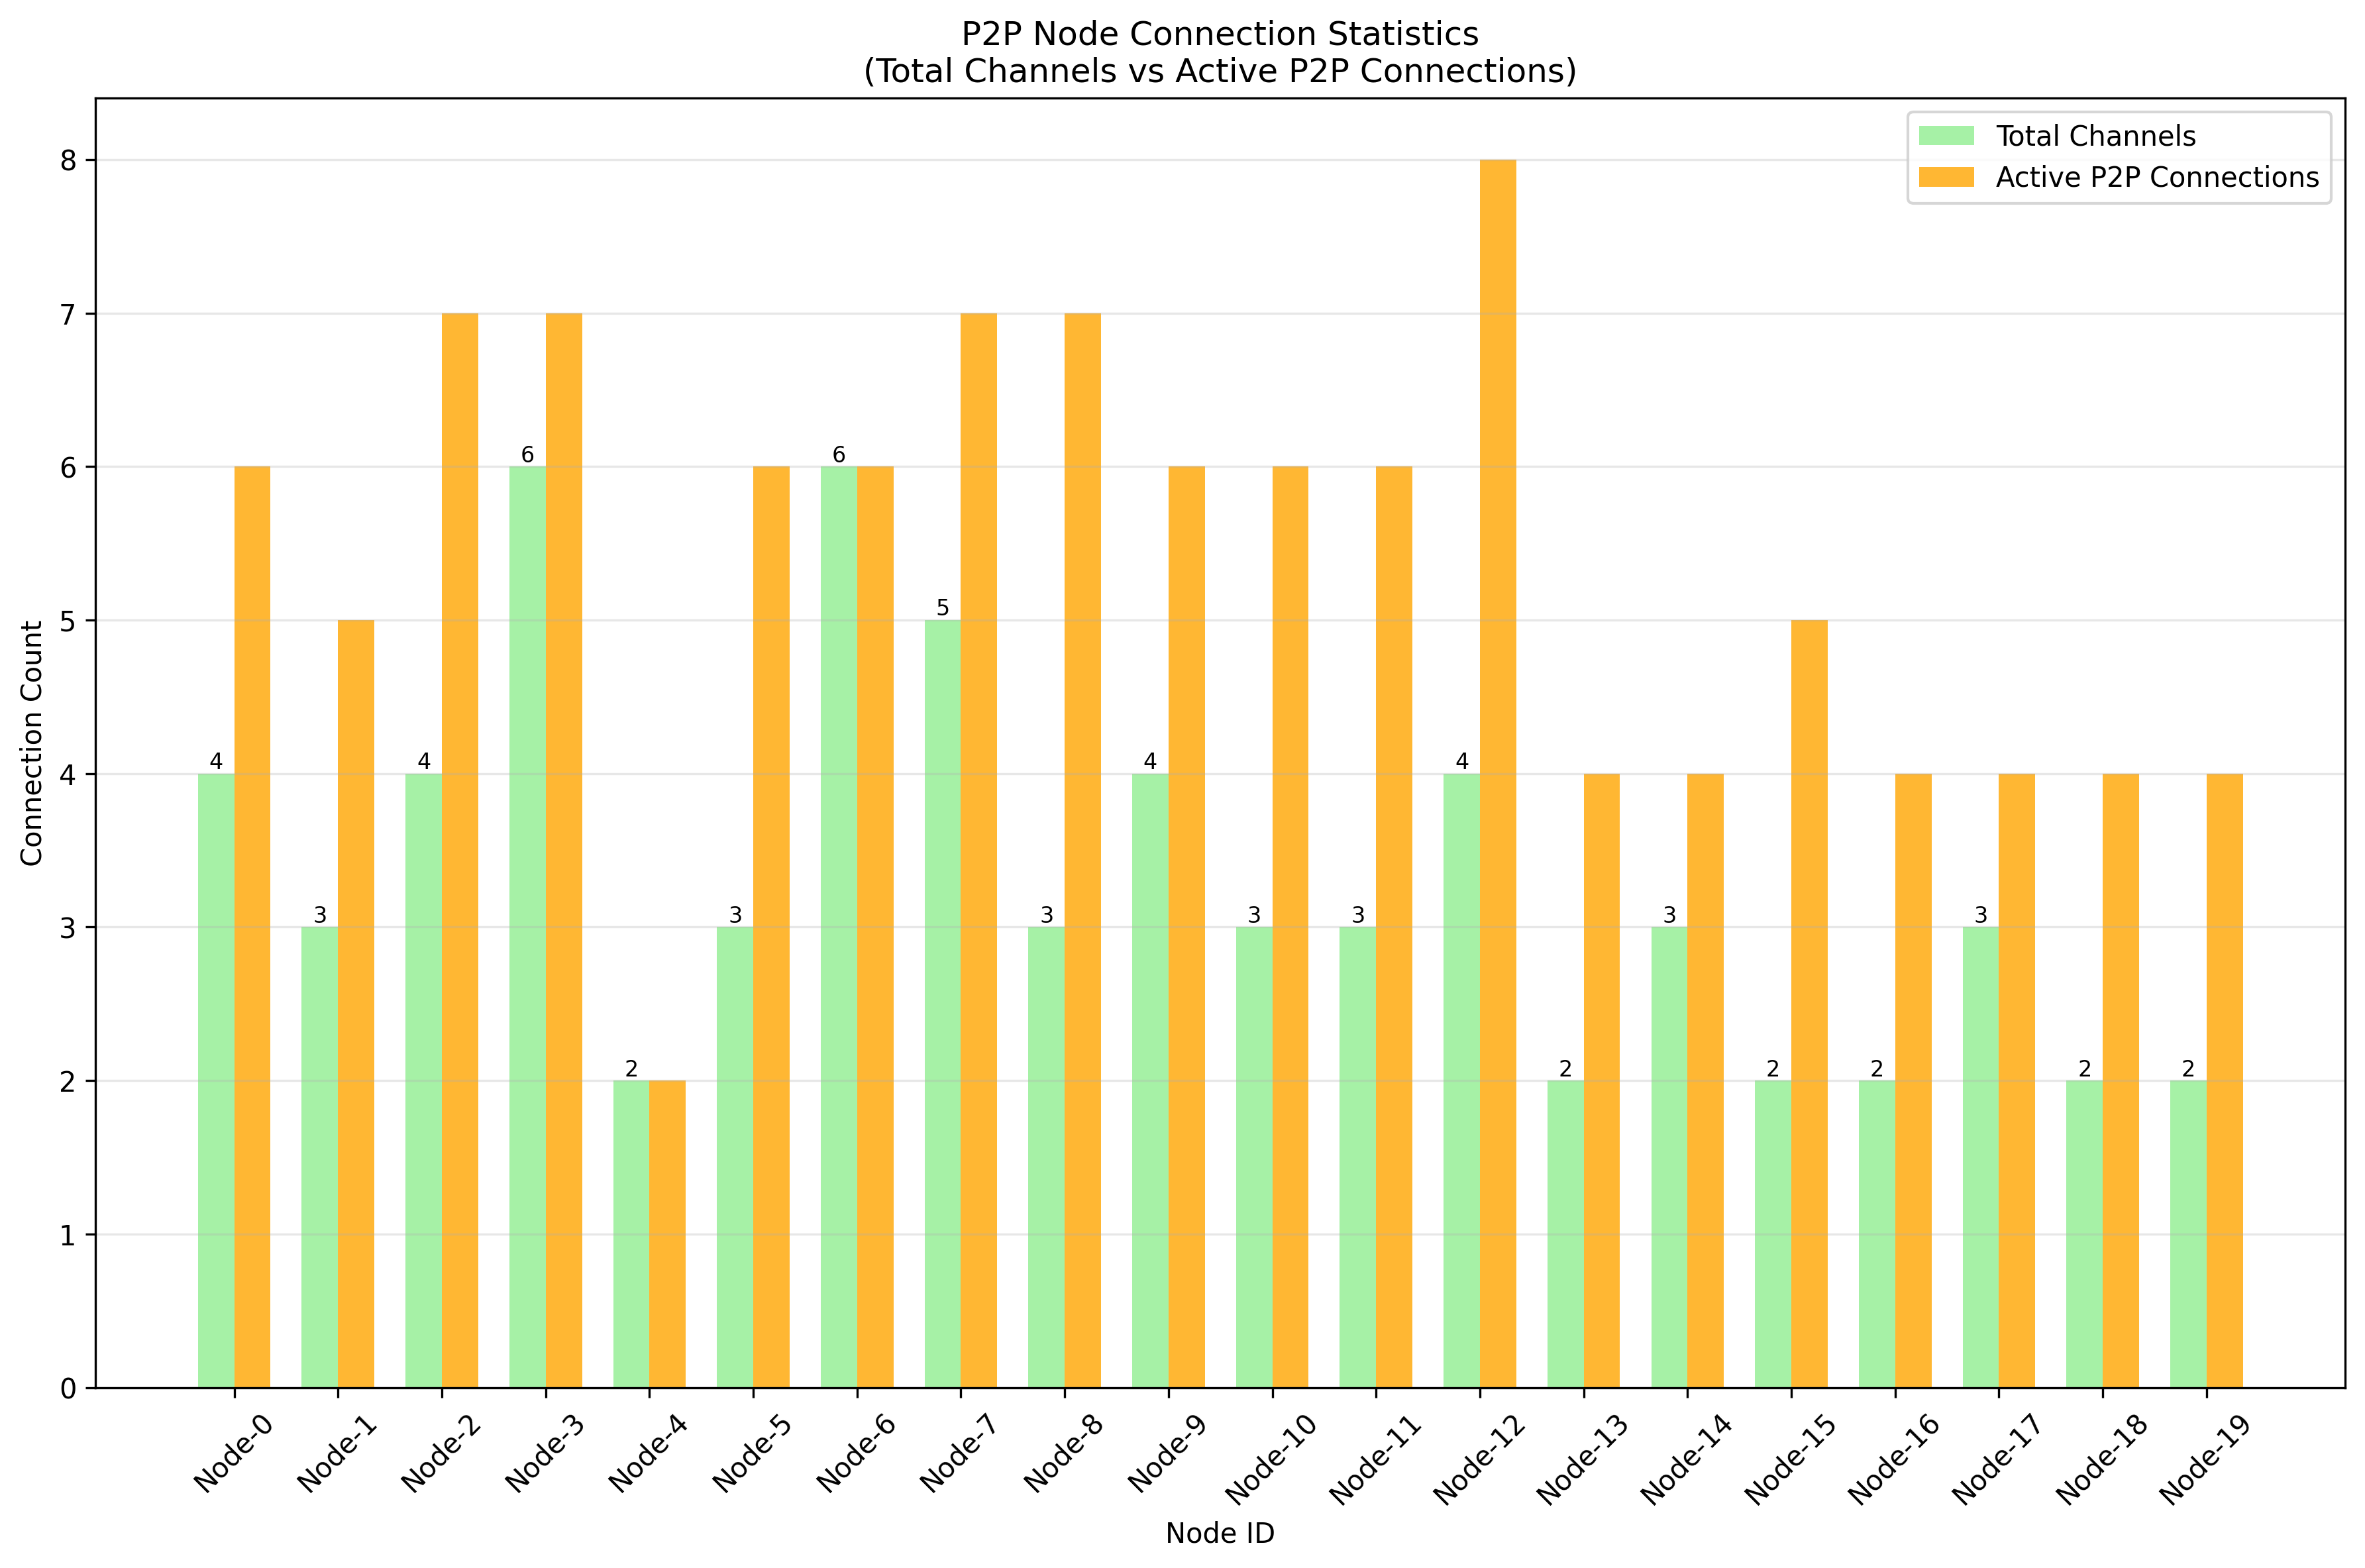 P2P Node Connection Statistics
(Total Channels vs Active P2P Connections)
Total Channels
Active P2P Connections
Connection Count
8
7
6
5
4
3
2
1
0
4
3
4
6
2
3
6
5
3
4
3
3
4
2
3
2
2
3
2
2
Node-0
Node-1
Node-2
Node-3
Node-4
Node-5
Node-6
Node-7
Node-8
Node-9
Node-10
Node-11
Node-12
Node-13
Node-14
Node-15
Node-16
Node-17
Node-18
Node-19
Node ID